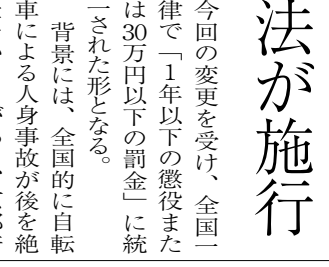 法が施行
今回の変更を受け、全国一
律で「1年以下の懲役また
は30万円以下の罰金」に統
一された形となる。
背景には、全国的に自転
車による人身事故が後を絶